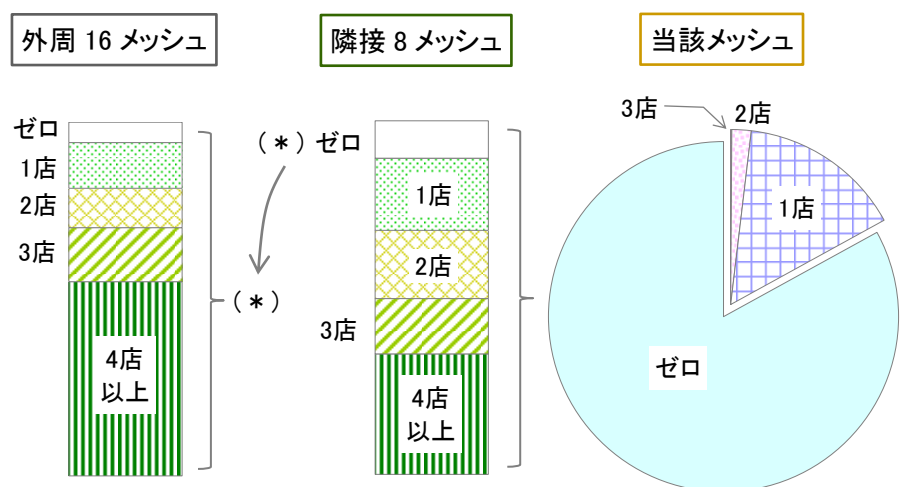 外周 16 メッシュ
隣接 8 メッシュ
当該メッシュ
ゼロ
1店
2店
3店
4店
以上
(*)
(*)ゼロ
1店
2店
3店
4店
以上
3店
2店
1店
ゼロ